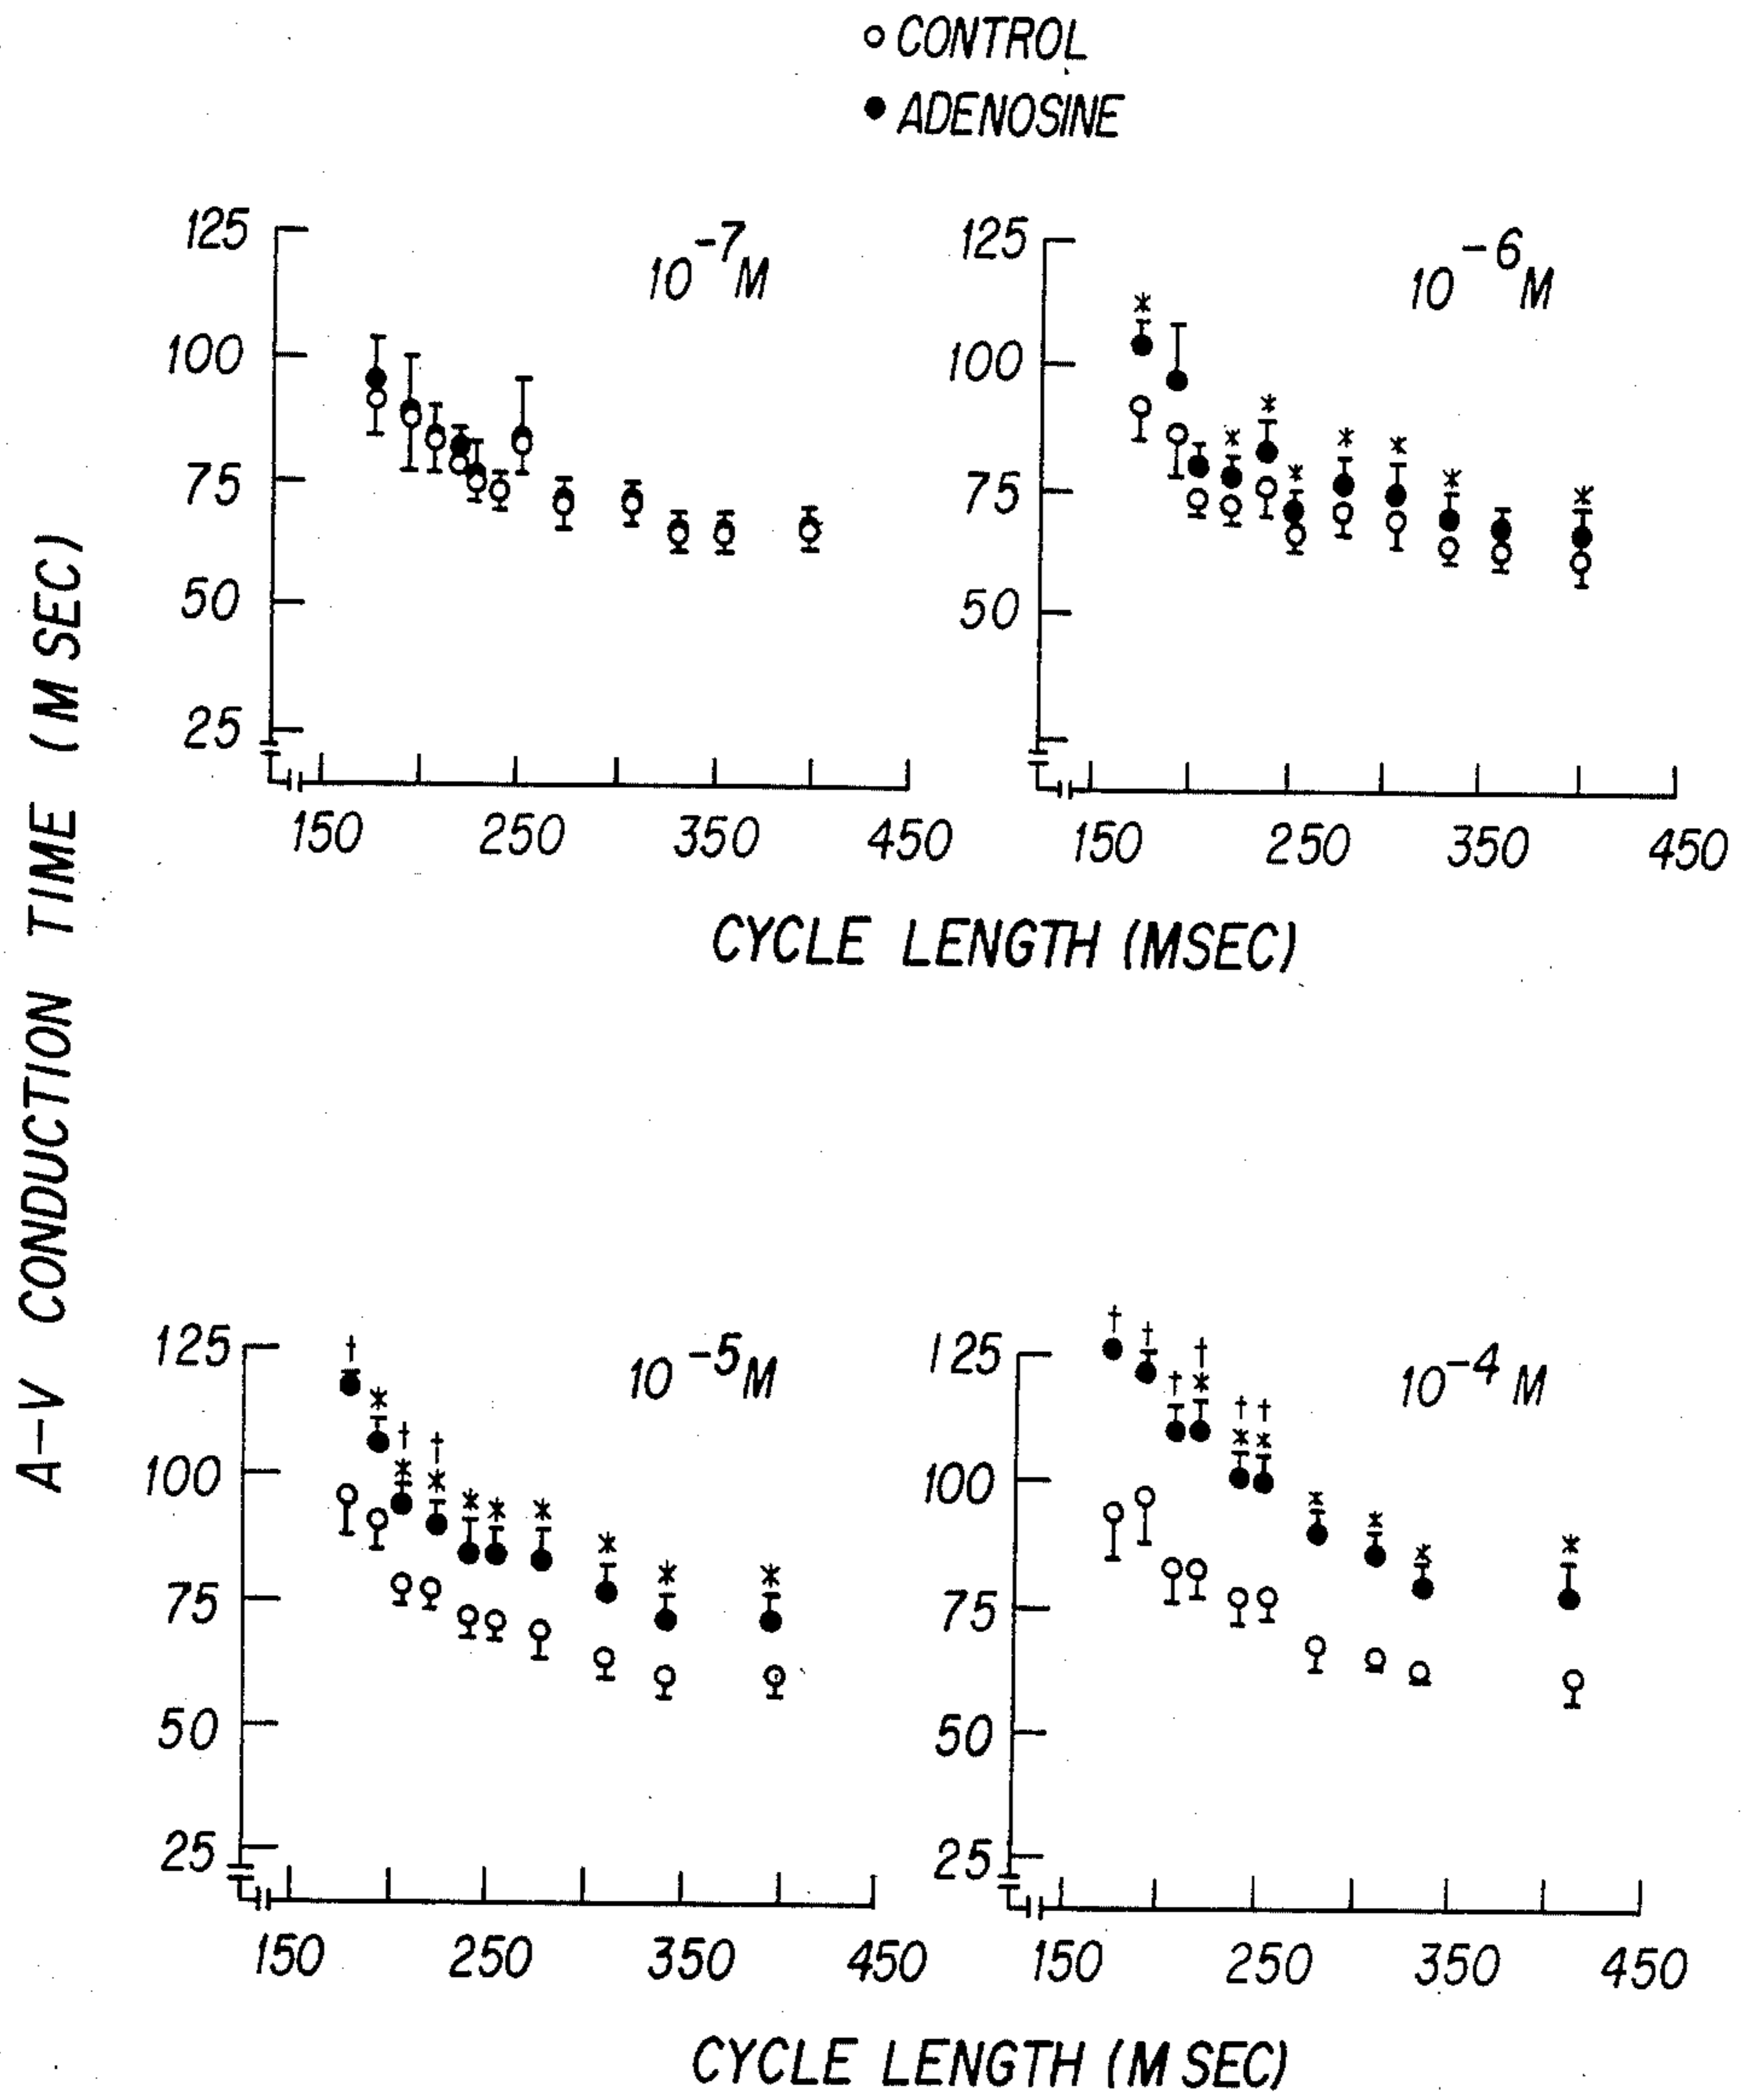 ○ CONTROL
● ADENOSINE
A-V CONDUCTION TIME (M SEC)
125
100
75
50
25
10⁻⁷M
150 250 350 450
125
100
75
50
10⁻⁶M
150 250 350 450
CYCLE LENGTH (MSEC)
125
100
75
50
25
10⁻⁵M
150 250 350 450
125
100
75
50
25
10⁻⁴M
150 250 350 450
CYCLE LENGTH (M SEC)